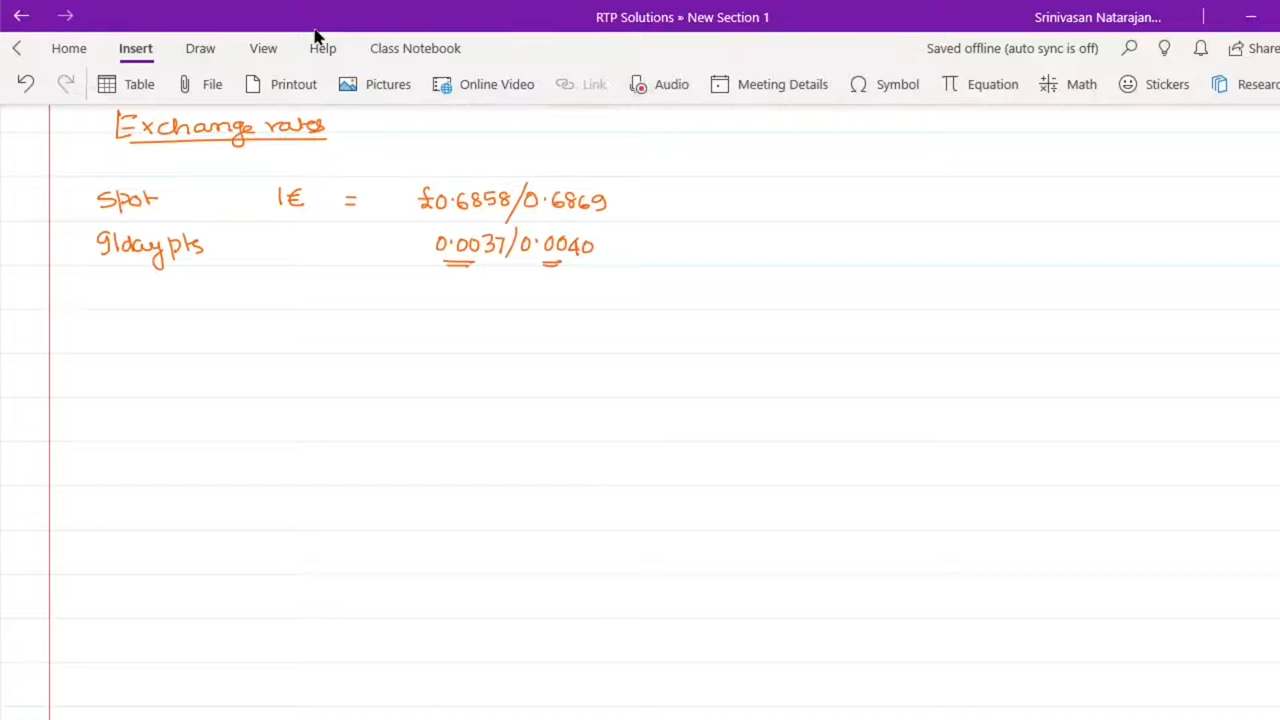 RTP Solutions » New Section 1
Srinivasan Natarajan...
Home Insert Draw View Help Class Notebook
Saved offline (auto sync is off)
Share
Table File Printout Pictures Online Video Link Audio Meeting Details Symbol Equation Math Stickers Researc
Exchange rates
Spot 1€ = £0.6858/0.6869
91day pts 0.0037/0.0040